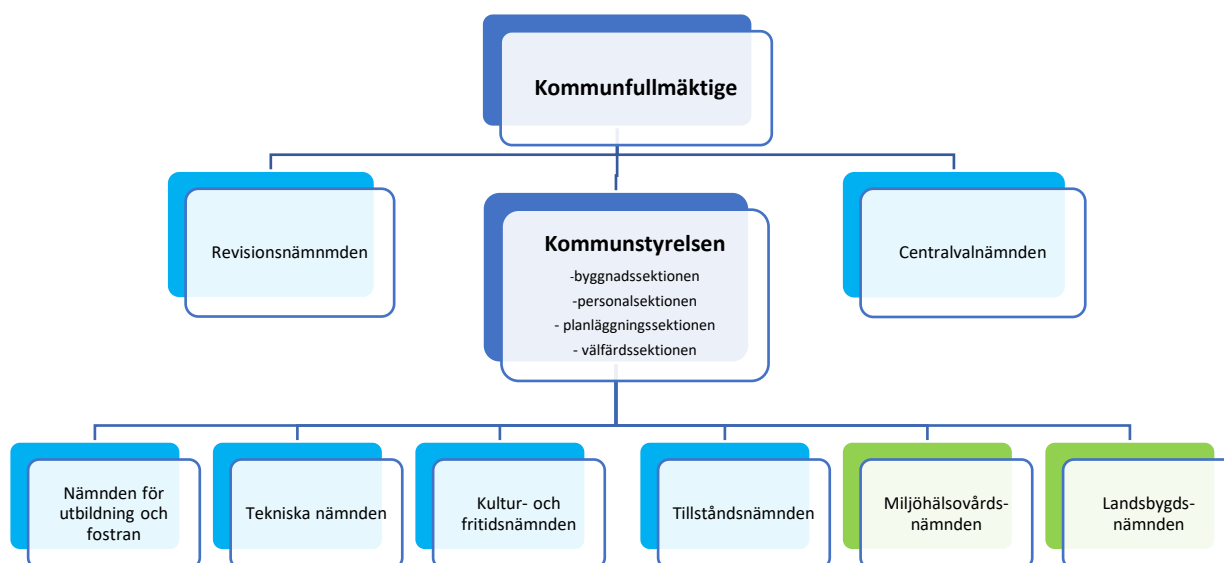 Kommunfullmäktige
Revisionsnämnmden
Kommunstyrelsen
-byggnadssektionen
-personalsektionen
- planläggningssektionen
- välfärdssektionen
Centralvalnämnden
Nämnden för
utbildning och
fostran
Tekniska nämnden
Kultur- och
fritidsnämnden
Tillståndsnämnden
Miljöhälsovårds-
nämnden
Landsbygds-
nämnden